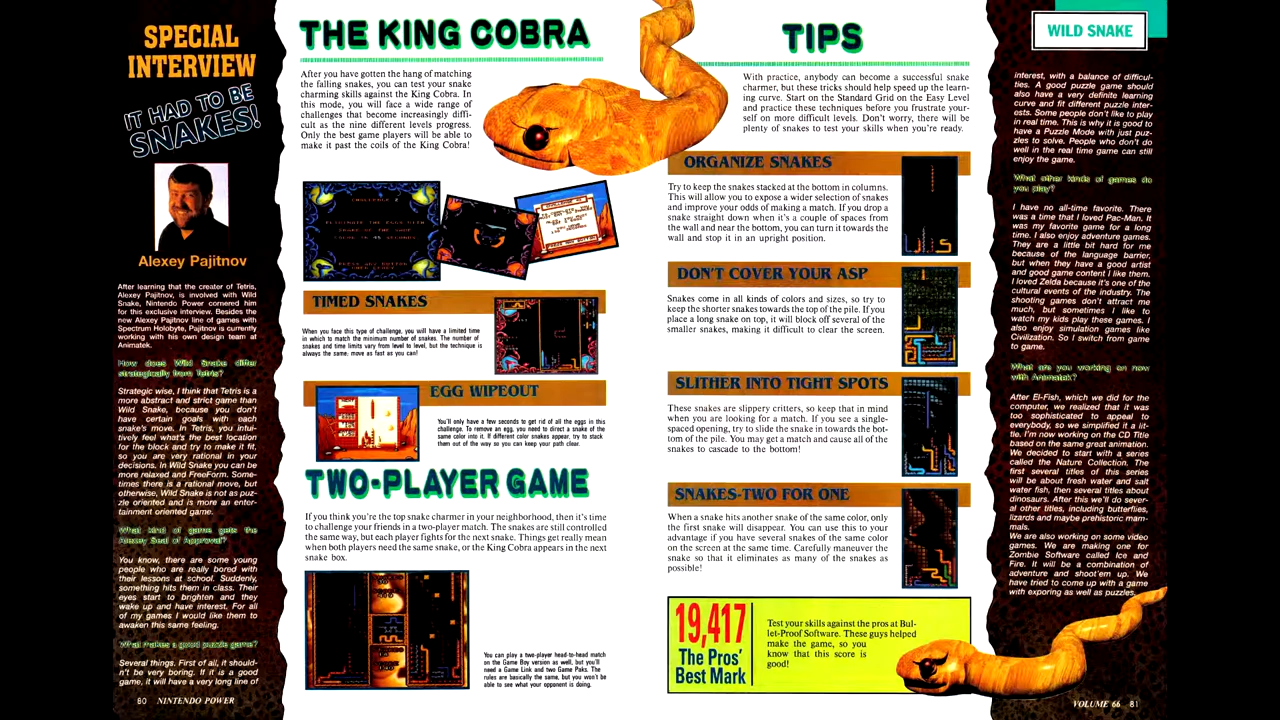 SPECIAL
INTERVIEW
IT HAD TO BE
SNAKES!
Alexey Pajitnov
After learning that the creator of Tetris,
Alexey Pajitnov, is involved with Wild
Snake, Nintendo Power cornered him
for this exclusive interview. Besides the
new Alexey Pajitnov line of games with
Spectrum Holobyte, Pajitnov is currently
working with his own design team at
Animatek.
How does Wild Snake differ
strategically from Tetris?
Strategic wise, I think that Tetris is a
more abstract and strict game than
Wild Snake, because you don't
have certain goals with each
snake's move. In Tetris, you intui-
tively feel what's the best location
for the block and try to make it fit,
so you are very rational in your
decisions. In Wild Snake you can be
more relaxed and FreeForm. Some-
times there is a rational move, but
otherwise, Wild Snake is not as puz-
zle oriented and is more an enter-
tainment oriented game.
What kind of game gets the
Alexey Seal of Approval?
You know, there are some young
people who are really bored with
their lessons at school. Suddenly,
something hits them in class. Their
eyes start to brighten and they
wake up and have interest. For all
of my games I would like them to
awaken this same feeling.
What makes a good puzzle game?
Several things. First of all, it should-
n't be very boring. If it is a good
game, it will have a very long line of
80 NINTENDO POWER
THE KING COBRA
After you have gotten the hang of matching
the falling snakes, you can test your snake
charming skills against the King Cobra. In
this mode, you will face a wide range of
challenges that become increasingly diffi-
cult as the nine different levels progress.
Only the best game players will be able to
make it past the coils of the King Cobra!
CHALLENGE 2
TIMED SNAKES
When you face this type of challenge, you will have a limited time
in which to match the minimum number of snakes. The number of
snakes and time limits vary from level to level, but the technique is
always the same: move as fast as you can!
EGG WIPEOUT
You'll only have a few seconds to get rid of all the eggs in this
challenge. To remove an egg, you need to direct a snake of the
same color into it. If different color snakes appear, try to stack
them out of the way so you can keep your path clear.
TWO-PLAYER GAME
If you think you're the top snake charmer in your neighborhood, then it's time
to challenge your friends in a two-player match. The snakes are still controlled
the same way, but each player fights for the next snake. Things get really mean
when both players need the same snake, or the King Cobra appears in the next
snake box.
You can play a two-player head-to-head match
on the Game Boy version as well, but you'll
need a Game Link and two Game Paks. The
rules are basically the same, but you won't be
able to see what your opponent is doing.
TIPS
With practice, anybody can become a successful snake
charmer, but these tricks should help speed up the learn-
ing curve. Start on the Standard Grid on the Easy Level
and practice these techniques before you frustrate your-
self on more difficult levels. Don't worry, there will be
plenty of snakes to test your skills when you're ready.
ORGANIZE SNAKES
Try to keep the snakes stacked at the bottom in columns.
This will allow you to expose a wider selection of snakes
and improve your odds of making a match. If you drop a
snake straight down when it's a couple of spaces from
the wall and near the bottom, you can turn it towards the
wall and stop it in an upright position.
DON'T COVER YOUR ASP
Snakes come in all kinds of colors and sizes, so try to
keep the shorter snakes towards the top of the pile. If you
place a long snake on top, it will block off several of the
smaller snakes, making it difficult to clear the screen.
SLITHER INTO TIGHT SPOTS
These snakes are slippery critters, so keep that in mind
when you are looking for a match. If you see a single-
spaced opening, try to slide the snake in towards the bot-
tom of the pile. You may get a match and cause all of the
snakes to cascade to the bottom!
SNAKES-TWO FOR ONE
When a snake hits another snake of the same color, only
the first snake will disappear. You can use this to your
advantage if you have several snakes of the same color
on the screen at the same time. Carefully maneuver the
snake so that it eliminates as many of the snakes as
possible!
19,417
The Pros'
Best Mark
Test your skills against the pros at Bul-
let-Proof Software. These guys helped
make the game, so you
know that this score is
good!
WILD SNAKE
interest, with a balance of difficul-
ties. A good puzzle game should
also have a very definite learning
curve and fit different puzzle inter-
ests. Some people don't like to play
in real time. This is why it is good to
have a Puzzle Mode with just puz-
zles to solve. People who don't do
well in the real time game can still
enjoy the game.
What other kinds of games do
you play?
I have no all-time favorite. There
was a time that I loved Pac-Man. It
was my favorite game for a long
time. I also enjoy adventure games.
They are a little bit hard for me
because of the language barrier,
but when they have a good artist
and good game content I like them.
I loved Zelda because it's one of the
cultural events of the industry. The
shooting games don't attract me
much, but sometimes I like to
watch my kids play these games. I
also enjoy simulation games like
Civilization. So I switch from game
to game.
What are you working on now
with Animatek?
After El-Fish, which we did for the
computer, we realized that it was
too sophisticated to appeal to
everybody, so we simplified it a lit-
tle. I'm now working on the CD Title
based on the same great animation.
We decided to start with a series
called the Nature Collection. The
first several titles of this series
will be about fresh water and salt
water fish, then several titles about
dinosaurs. After this we'll do sever-
al other titles, including butterflies,
lizards and maybe prehistoric mam-
mals.
We are also working on some video
games. We are making one for
Zombie Software called Ice and
Fire. It will be a combination of
adventure and shoot'em up. We
have tried to come up with a game
with exporing as well as puzzles.
VOLUME 66 81